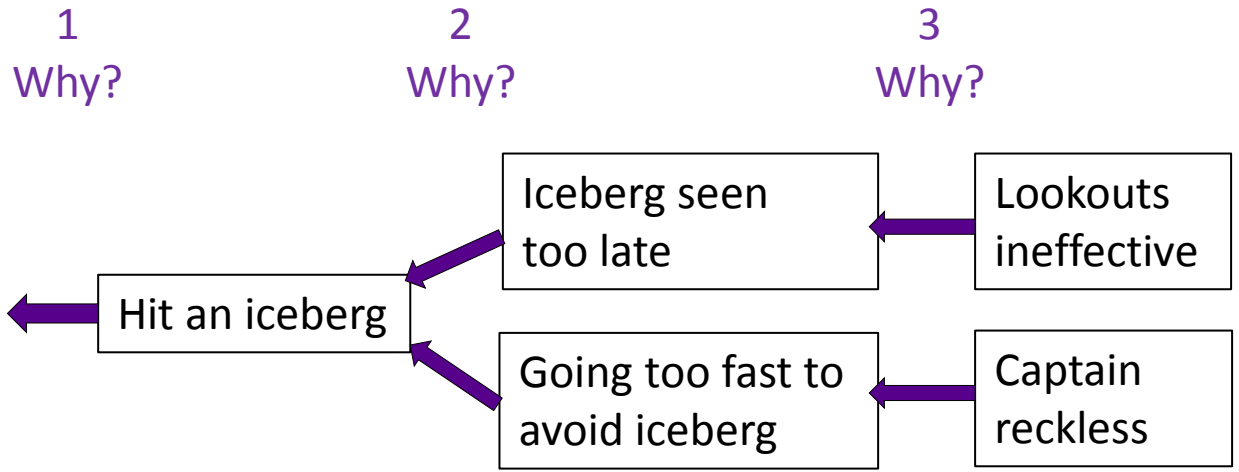 1
2
3
Why?
Why?
Why?
Iceberg seen
too late
Lookouts
ineffective
Hit an iceberg
Going too fast to
avoid iceberg
Captain
reckless